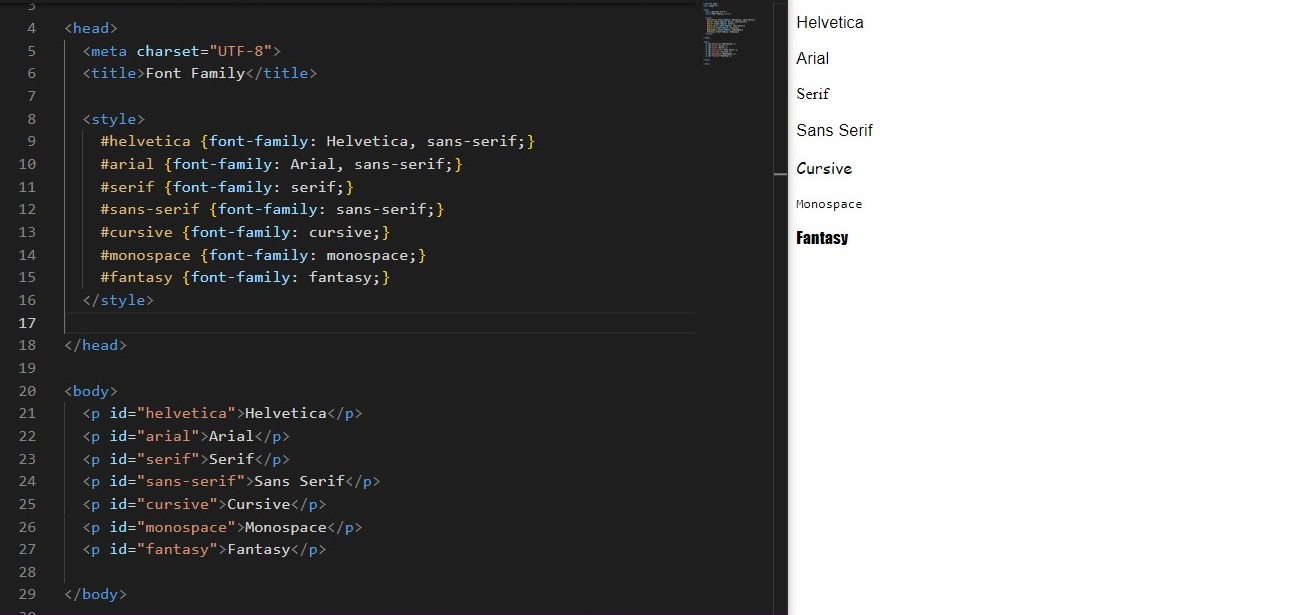 3
4 <head>
5 <meta charset="UTF-8">
6 <title>Font Family</title>
7
8 <style>
9 #helvetica {font-family: Helvetica, sans-serif;}
10 #arial {font-family: Arial, sans-serif;}
11 #serif {font-family: serif;}
12 #sans-serif {font-family: sans-serif;}
13 #cursive {font-family: cursive;}
14 #monospace {font-family: monospace;}
15 #fantasy {font-family: fantasy;}
16 </style>
17
18 </head>
19
20 <body>
21 <p id="helvetica">Helvetica</p>
22 <p id="arial">Arial</p>
23 <p id="serif">Serif</p>
24 <p id="sans-serif">Sans Serif</p>
25 <p id="cursive">Cursive</p>
26 <p id="monospace">Monospace</p>
27 <p id="fantasy">Fantasy</p>
28
29 </body>
Helvetica
Arial
Serif
Sans Serif
Cursive
Monospace
Fantasy